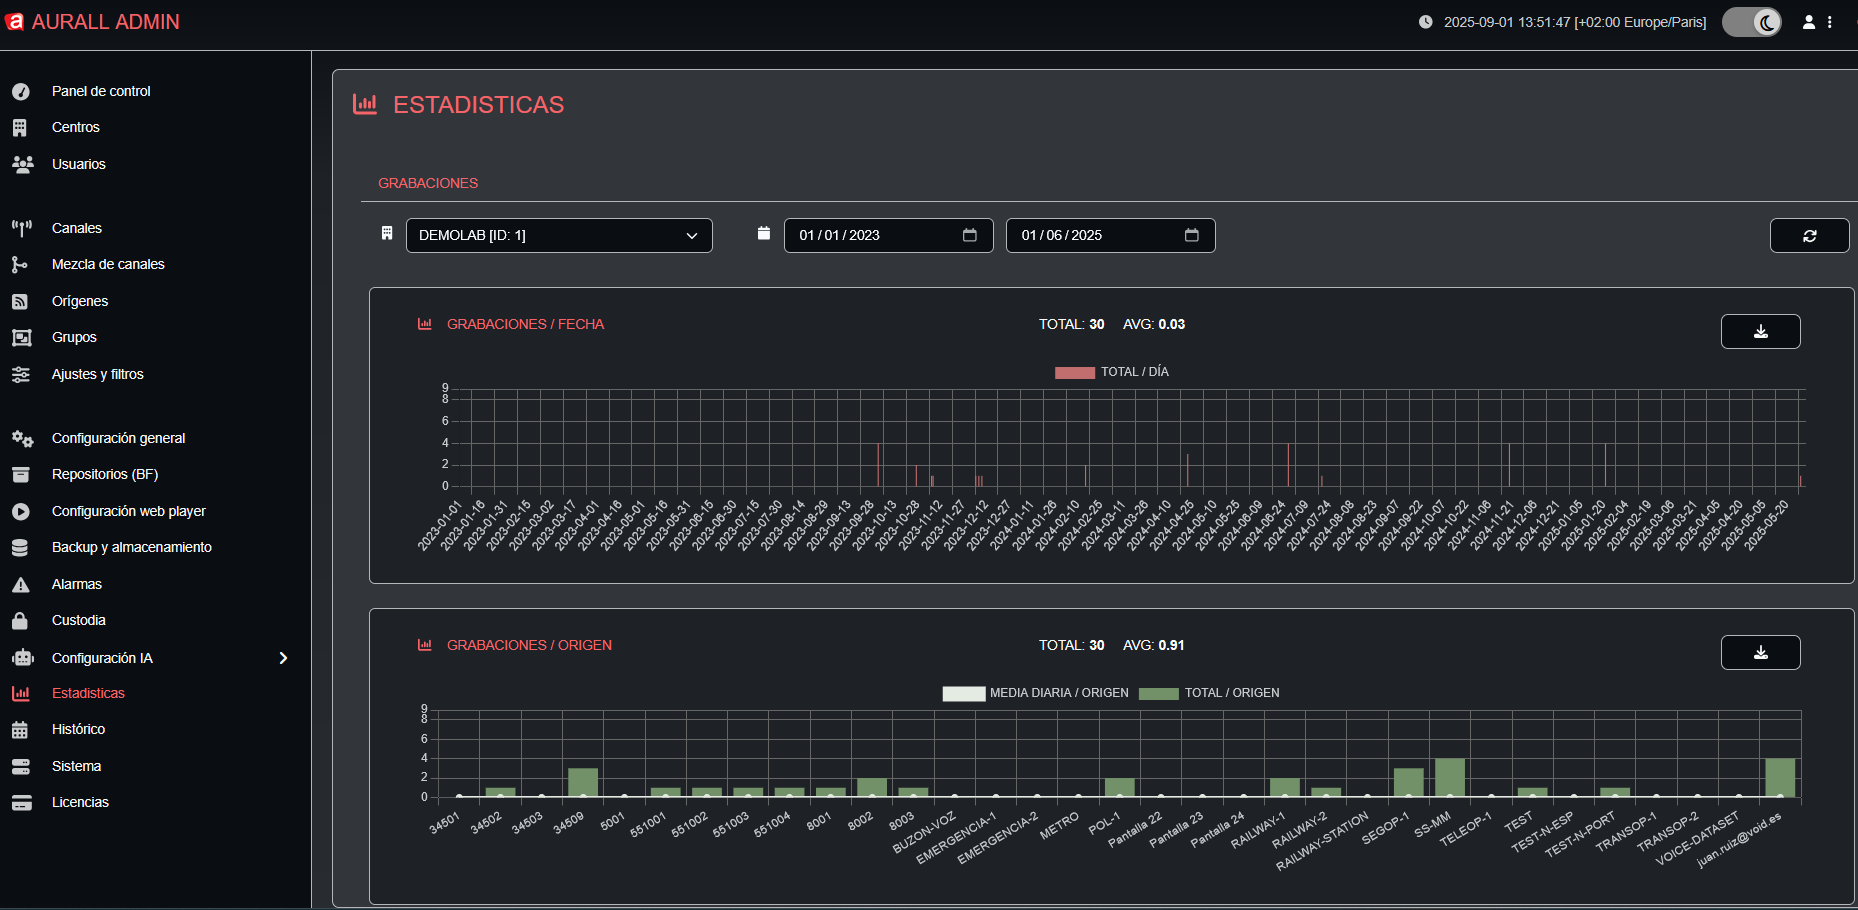 AURALL ADMIN
2025-09-01 13:51:47 [+02:00 Europe/Paris]
Panel de control
Centros
Usuarios
Canales
Mezcla de canales
Orígenes
Grupos
Ajustes y filtros
Configuración general
Repositorios (BF)
Configuración web player
Backup y almacenamiento
Alarmas
Custodia
Configuración IA
Estadisticas
Histórico
Sistema
Licencias
ESTADISTICAS
GRABACIONES
DEMOLAB [ID: 1]
01/01/2023
01/06/2025
GRABACIONES / FECHA
TOTAL: 30 AVG: 0.03
TOTAL / DÍA
9
8
6
4
2
0
2023-01-01
2023-01-16
2023-01-31
2023-02-15
2023-03-02
2023-03-17
2023-04-01
2023-04-16
2023-05-01
2023-05-16
2023-05-31
2023-06-15
2023-06-30
2023-07-15
2023-07-30
2023-08-14
2023-08-29
2023-09-13
2023-09-28
2023-10-13
2023-10-28
2023-11-12
2023-11-27
2023-12-12
2023-12-27
2024-01-11
2024-01-26
2024-02-10
2024-02-25
2024-03-11
2024-03-26
2024-04-10
2024-04-25
2024-05-10
2024-05-25
2024-06-09
2024-06-24
2024-07-09
2024-07-24
2024-08-08
2024-08-23
2024-09-07
2024-09-22
2024-10-07
2024-10-22
2024-11-06
2024-11-21
2024-12-06
2024-12-21
2025-01-05
2025-01-20
2025-02-04
2025-02-19
2025-03-06
2025-03-21
2025-04-05
2025-04-20
2025-05-05
2025-05-20
GRABACIONES / ORIGEN
TOTAL: 30 AVG: 0.91
MEDIA DIARIA / ORIGEN
TOTAL / ORIGEN
9
8
6
4
2
0
34501
34502
34503
34509
5001
551001
551002
551003
551004
8001
8002
8003
BUZON-VOZ
EMERGENCIA-1
EMERGENCIA-2
METRO
POL-1
Pantalla 22
Pantalla 23
Pantalla 24
RAILWAY-1
RAILWAY-2
RAILWAY-STATION
SEGOP-1
SS-MM
TELEOP-1
TEST
TEST-N-ESP
TEST-N-PORT
TRANSOP-1
TRANSOP-2
VOICE-DATASET
juan.ruiz@void.es